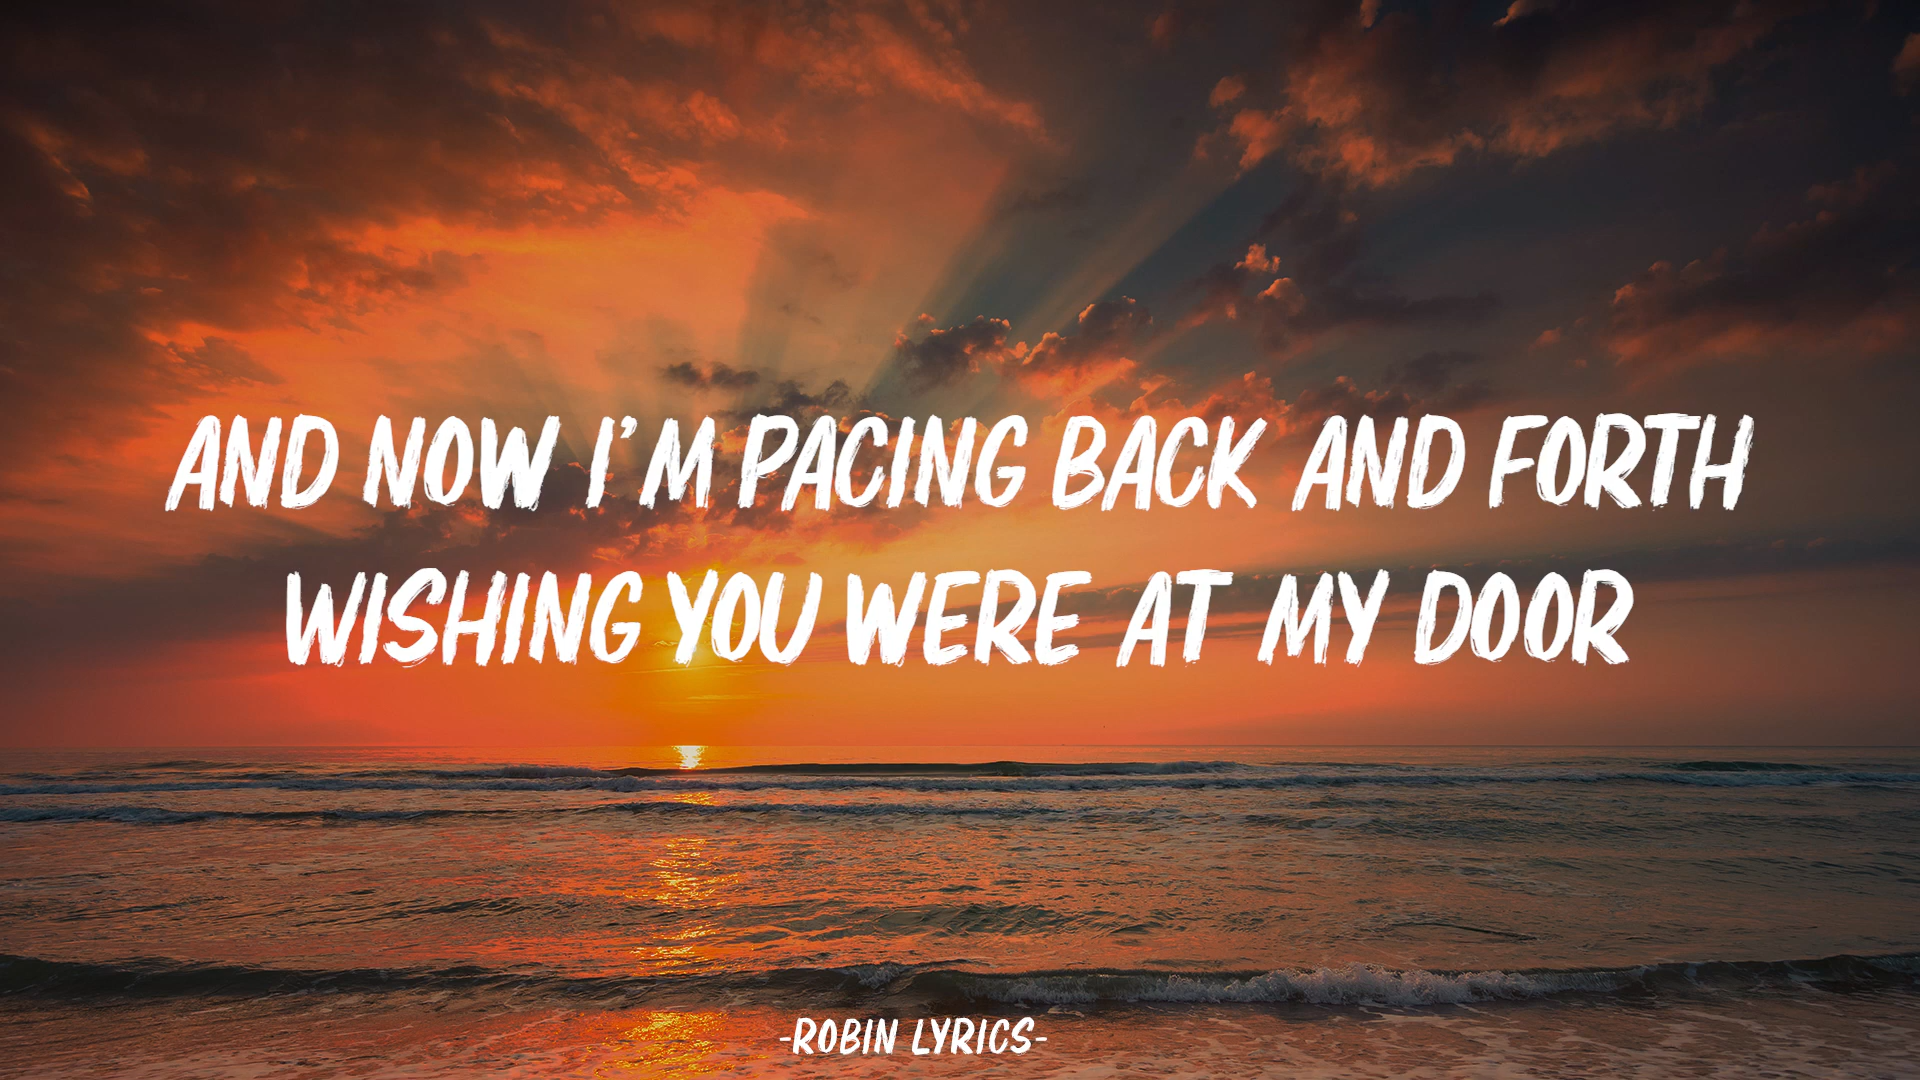 AND NOW I'M PACING BACK AND FORTH
WISHING YOU WERE AT MY DOOR
-ROBIN LYRICS-